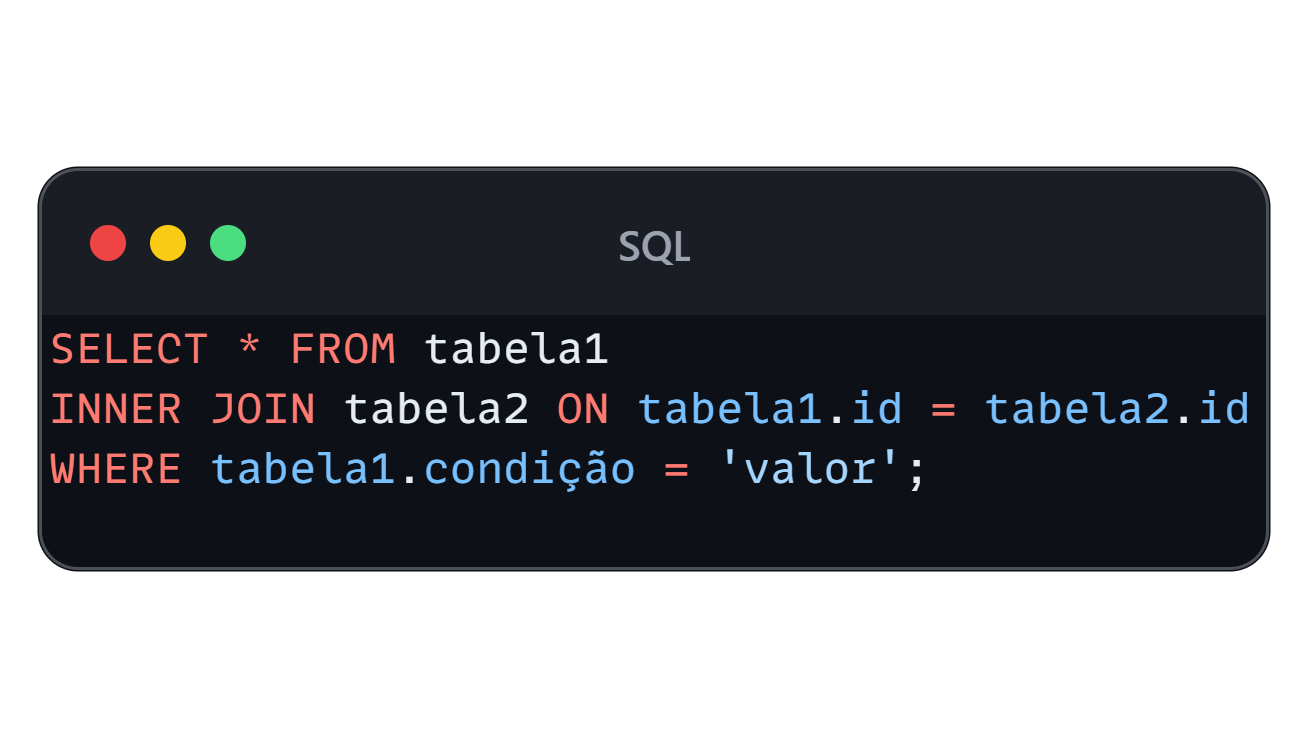 SQL
SELECT * FROM tabela1
INNER JOIN tabela2 ON tabela1.id = tabela2.id
WHERE tabela1.condição = 'valor';